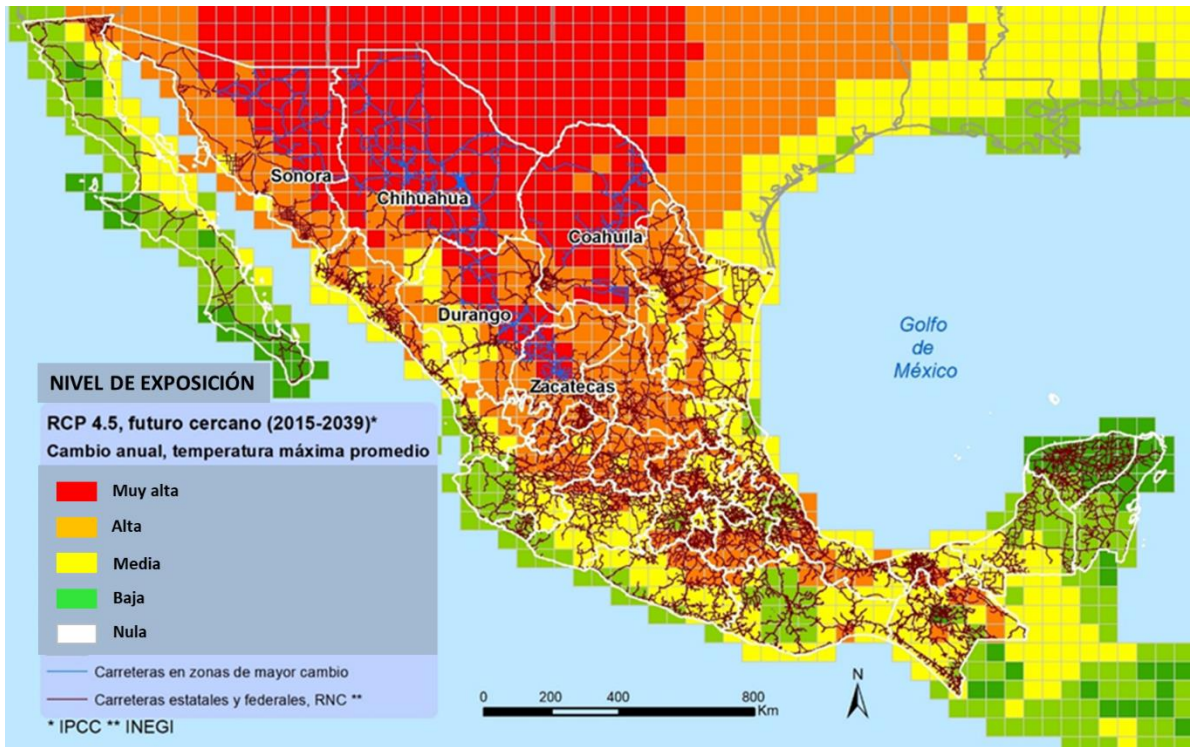 Sonora
Chihuahua
Coahuila
Durango
Zacatecas
Golfo
de
México
NIVEL DE EXPOSICIÓN
RCP 4.5, futuro cercano (2015-2039)*
Cambio anual, temperatura máxima promedio
Muy alta
Alta
Media
Baja
Nula
Carreteras en zonas de mayor cambio
Carreteras estatales y federales, RNC **
* IPCC ** INEGI
0 200 400 800
Km
N